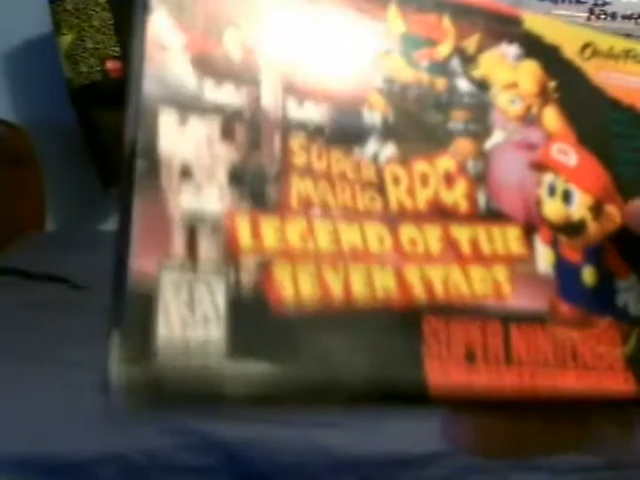 SUPER
MARIO RPG
LEGEND OF THE
SEVEN STARS
SUPER NINTENDO